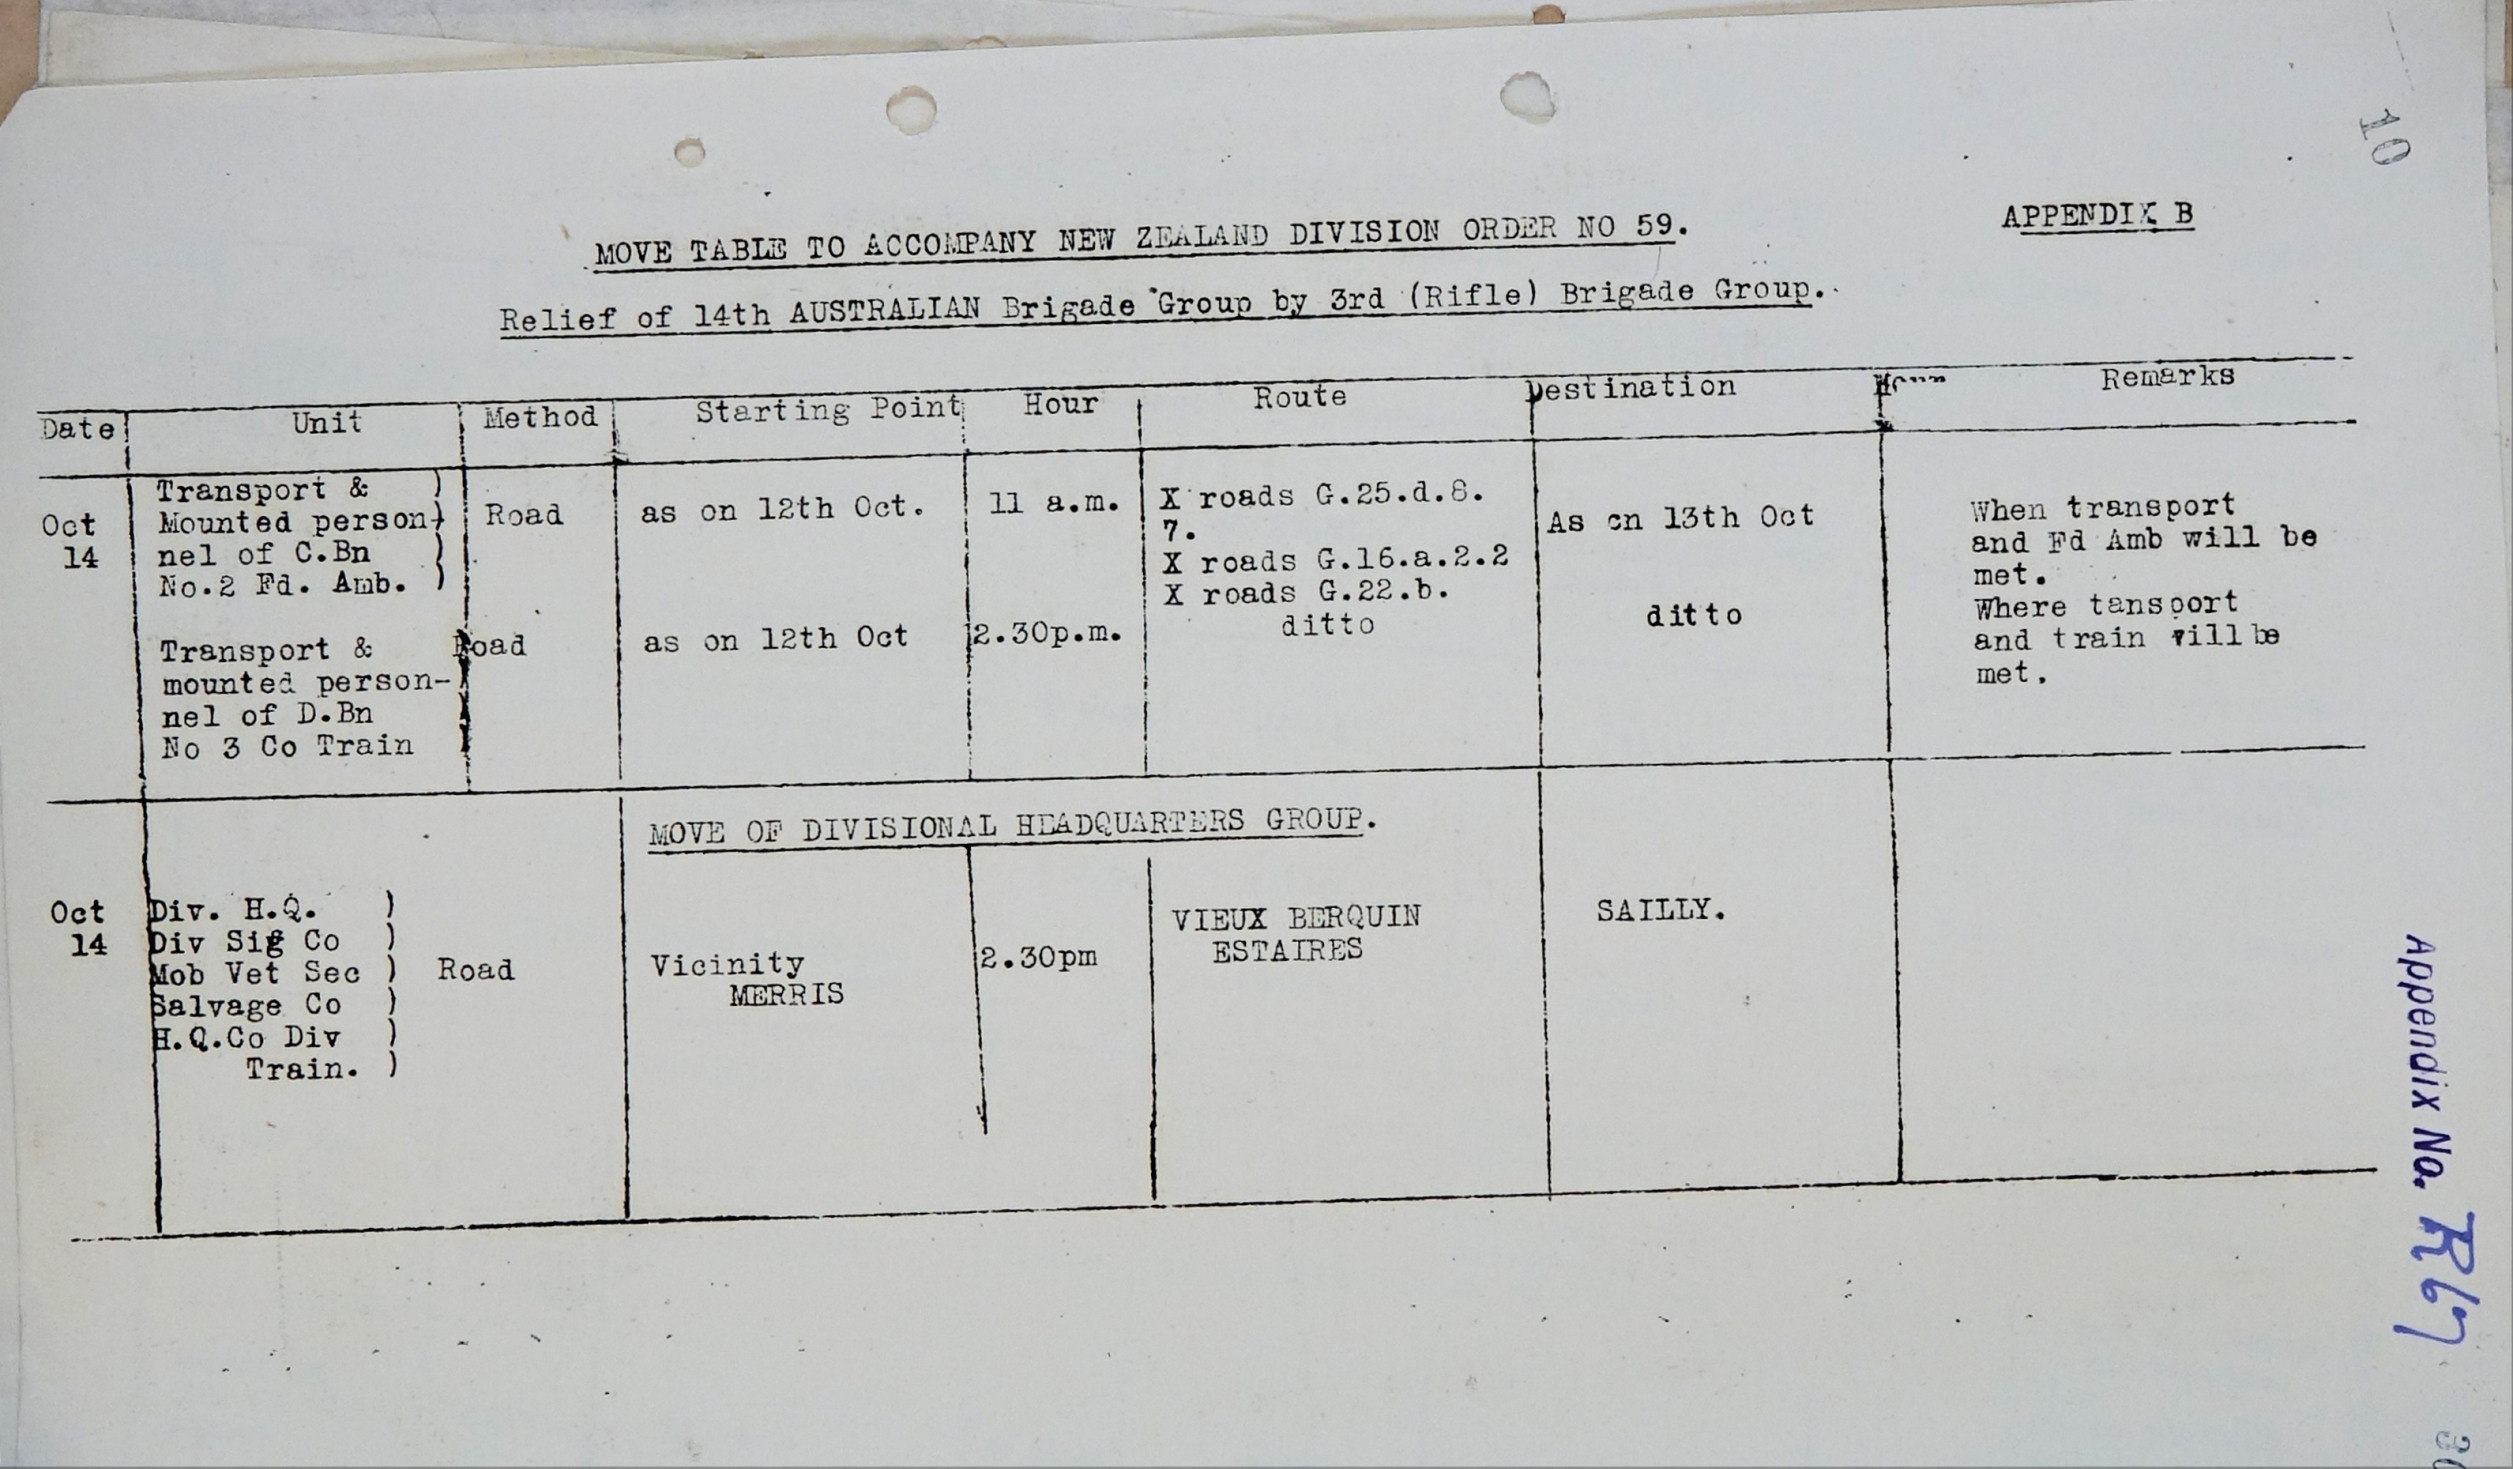 10
APPENDIX B
MOVE TABLE TO ACCOMPANY NEW ZEALAND DIVISION ORDER NO 59.
Relief of 14th AUSTRALIAN Brigade Group by 3rd (Rifle) Brigade Group.
Date Unit Method Starting Point Hour Route Destination Hour Remarks
Oct
14
Transport & )
Mounted person)
nel of C.Bn )
No.2 Fd. Amb. )
Road
as on 12th Oct.
11 a.m.
X roads G.25.d.8.
7.
X roads G.16.a.2.2
X roads G.22.b.
As on 13th Oct
When transport
and Fd Amb will be
met.
Transport &
mounted person-
nel of D.Bn
No 3 Co Train
Road
as on 12th Oct
2.30p.m.
ditto
ditto
Where tansport
and train will be
met.
MOVE OF DIVISIONAL HEADQUARTERS GROUP.
Oct
14
Div. H.Q. )
Div Sig Co )
Mob Vet Sec )
Salvage Co )
H.Q.Co Div )
Train. )
Road
Vicinity
MERRIS
2.30pm
VIEUX BERQUIN
ESTAIRES
SAILLY.
Appendix No. R67